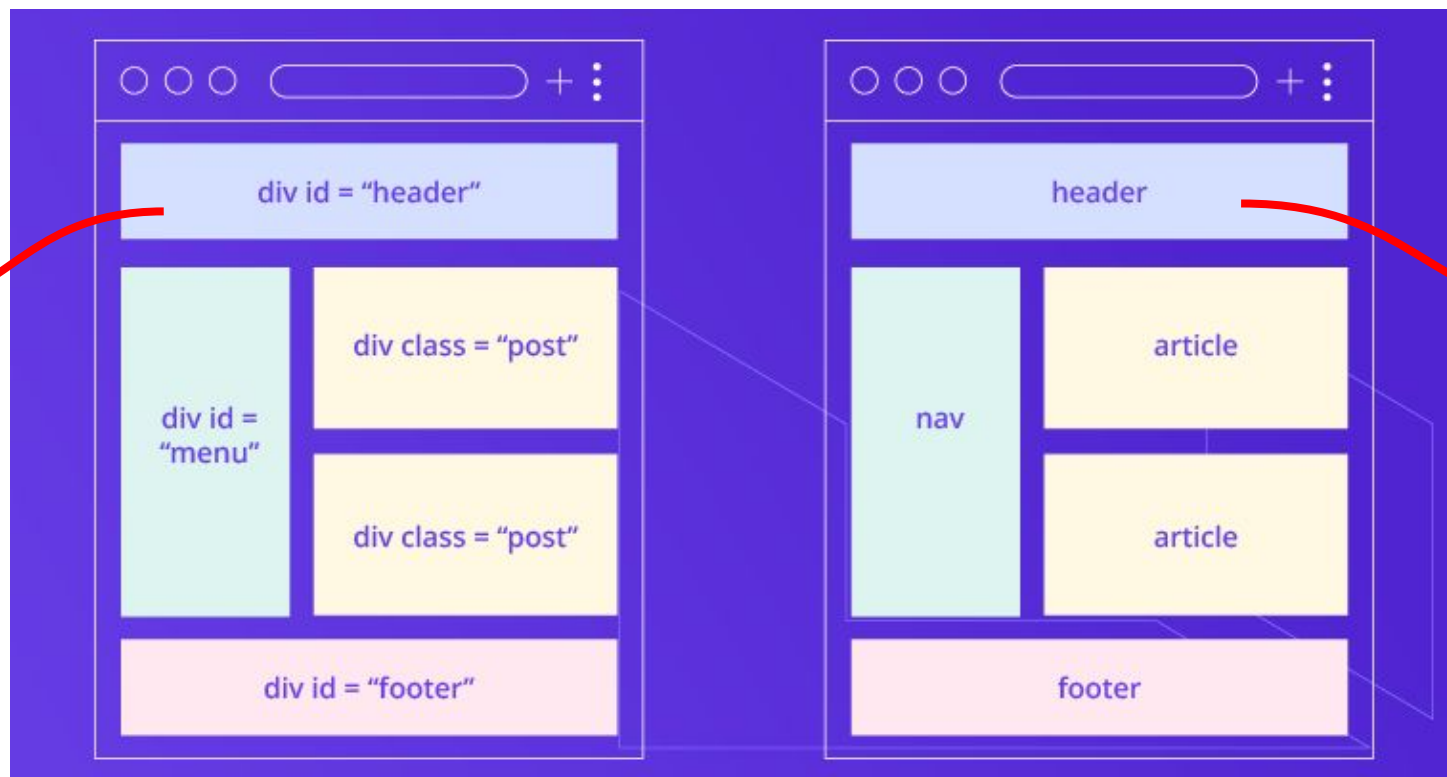 div id = “header”
div id =
“menu”
div class = “post”
div class = “post”
div id = “footer”
header
nav
article
article
footer